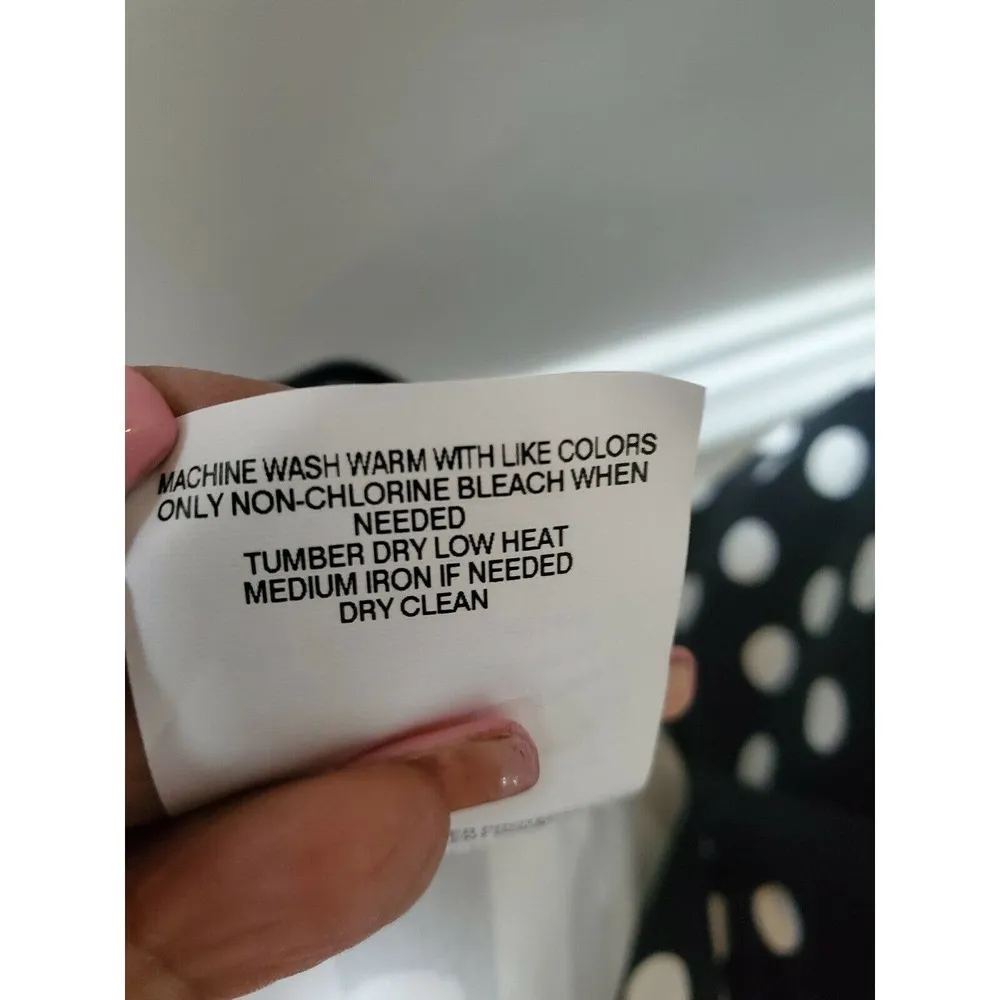 MACHINE WASH WARM WITH LIKE COLORS
ONLY NON-CHLORINE BLEACH WHEN
NEEDED
TUMBER DRY LOW HEAT
MEDIUM IRON IF NEEDED
DRY CLEAN